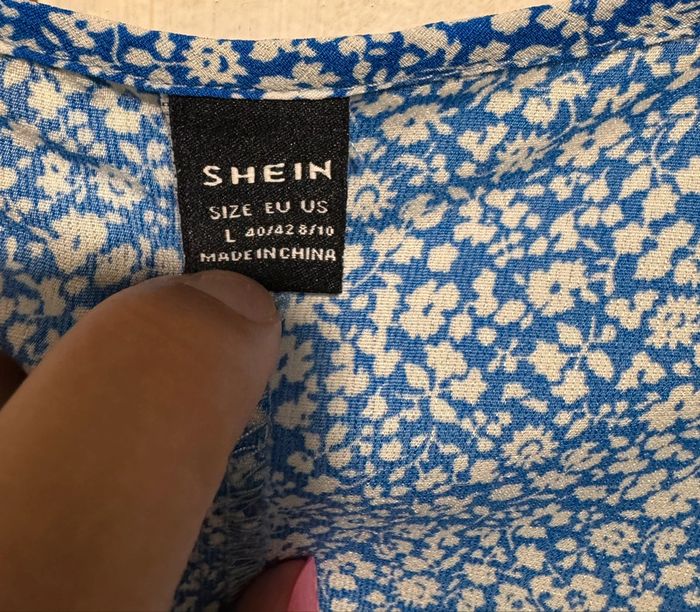 SHEIN
SIZE EU US
L 40/42 8/10
MADE IN CHINA